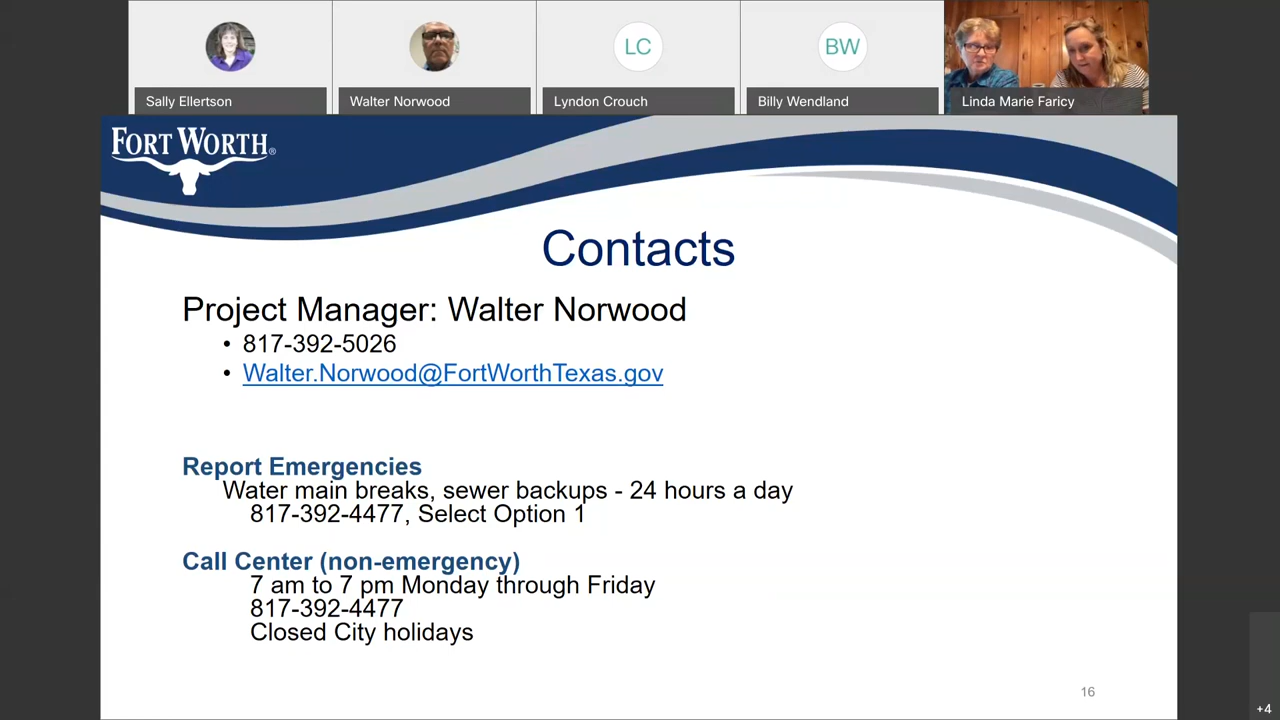 LC
BW
Sally Ellertson
Walter Norwood
Lyndon Crouch
Billy Wendland
Linda Marie Faricy
FORT WORTH®
Contacts
Project Manager: Walter Norwood
• 817-392-5026
• Walter.Norwood@FortWorthTexas.gov
Report Emergencies
Water main breaks, sewer backups - 24 hours a day
817-392-4477, Select Option 1
Call Center (non-emergency)
7 am to 7 pm Monday through Friday
817-392-4477
Closed City holidays
16
+4